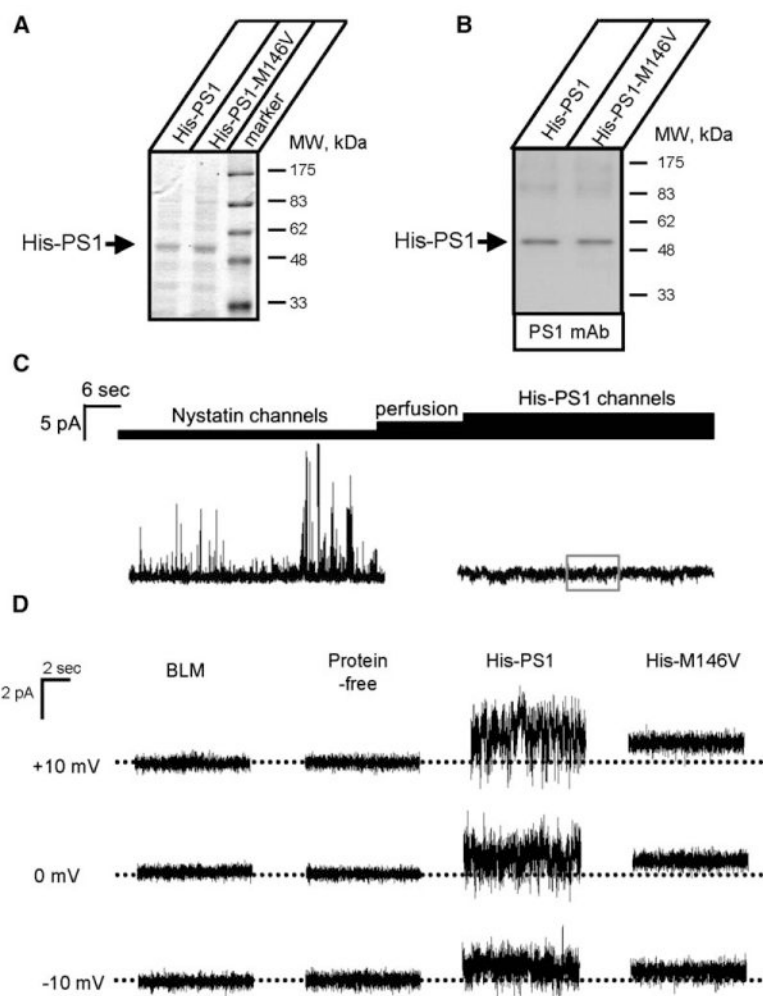 A
His-PS1
His-PS1-M146V
marker
MW, kDa
175
83
62
48
33
His-PS1
B
His-PS1
His-PS1-M146V
MW, kDa
175
83
62
48
33
His-PS1
PS1 mAb
C
6 sec
5 pA
Nystatin channels
perfusion
His-PS1 channels
D
2 sec
2 pA
BLM
Protein
-free
His-PS1
His-M146V
+10 mV
0 mV
-10 mV